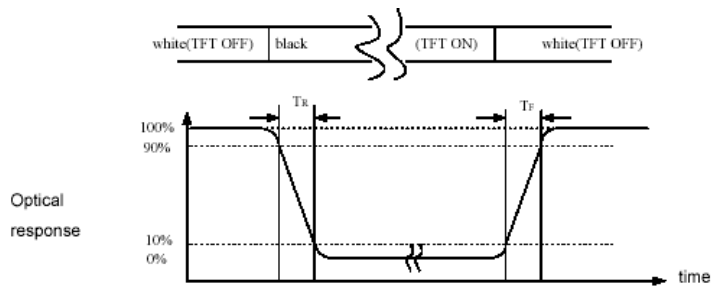 white(TFT OFF) black (TFT ON) white(TFT OFF)
TR TF
100%
90%
Optical
response
10%
0%
time